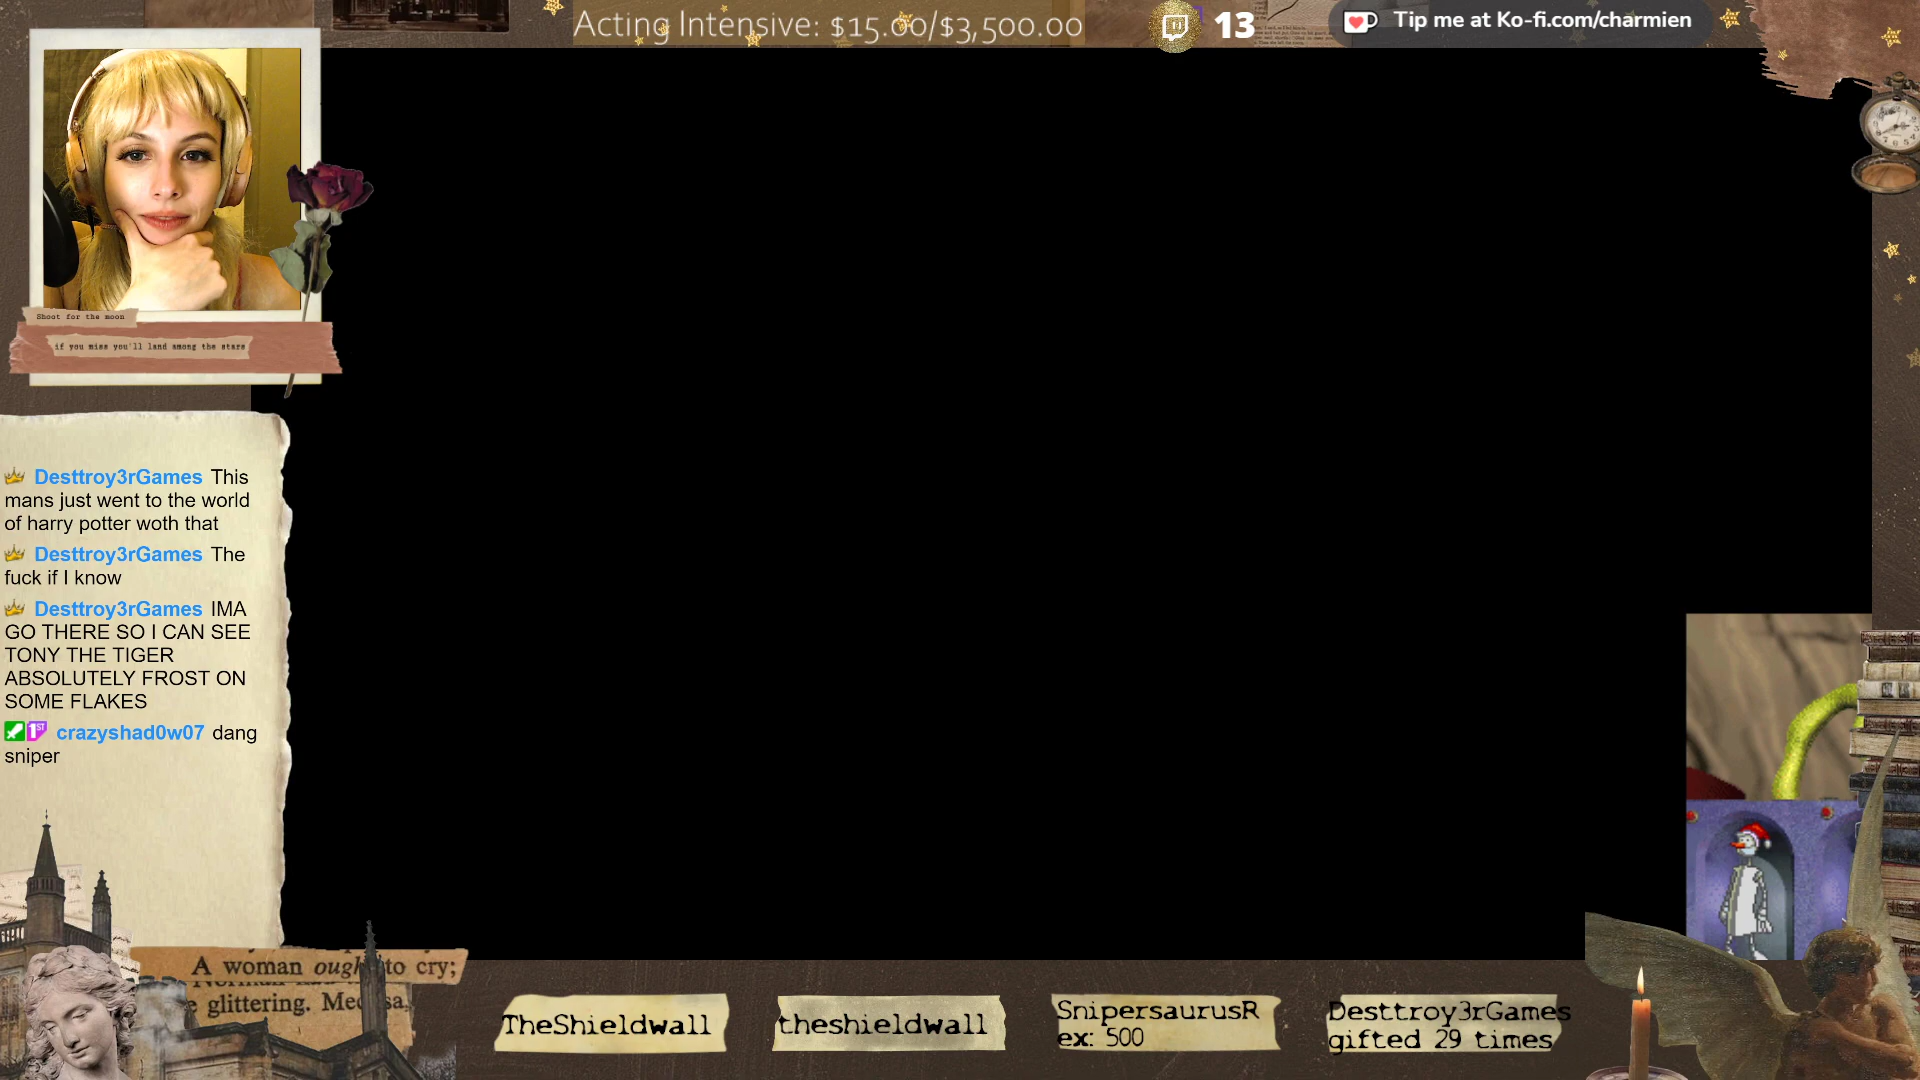 Acting Intensive: $15.00/$3,500.00
13
Tip me at Ko-fi.com/charmien
Shoot for the moon
if you miss you'll land among the stars
Desttroy3rGames This
mans just went to the world
of harry potter woth that
Desttroy3rGames The
fuck if I know
Desttroy3rGames IMA
GO THERE SO I CAN SEE
TONY THE TIGER
ABSOLUTELY FROST ON
SOME FLAKES
1ST crazyshad0w07 dang
sniper
A woman ough to cry;
glittering. Med sa,
TheShieldwall
theshieldwall
SnipersaurusR
ex: 500
Desttroy3rGames
gifted 29 times